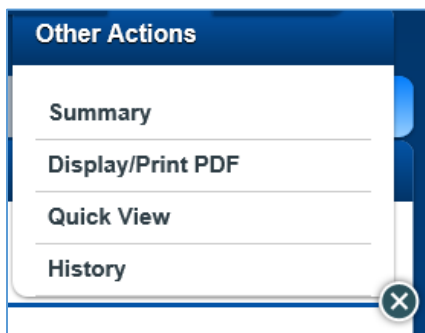 Other Actions
Summary
Display/Print PDF
Quick View
History